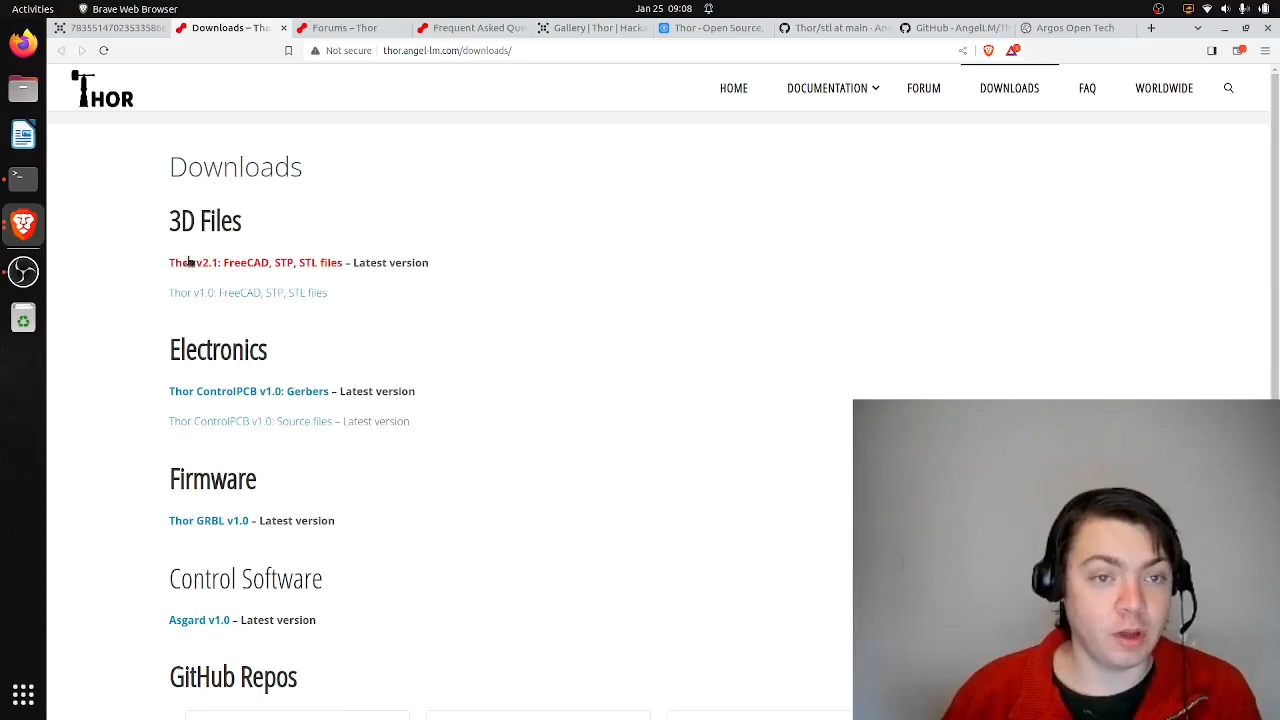 Activities
Brave Web Browser
Jan 25 09:08
7835514702353335886
Downloads – Tho
Forums – Thor
Frequent Asked Que
Gallery | Thor | Hacka
Thor - Open Source,
Thor/stl at main · An
GitHub - AngelLM/Th
Argos Open Tech
Not secure
thor.angel-lm.com/downloads/
THOR
HOME
DOCUMENTATION
FORUM
DOWNLOADS
FAQ
WORLDWIDE
Downloads
3D Files
Thor v2.1: FreeCAD, STP, STL files – Latest version
Thor v1.0: FreeCAD, STP, STL files
Electronics
Thor ControlPCB v1.0: Gerbers – Latest version
Thor ControlPCB v1.0: Source files – Latest version
Firmware
Thor GRBL v1.0 – Latest version
Control Software
Asgard v1.0 – Latest version
GitHub Repos